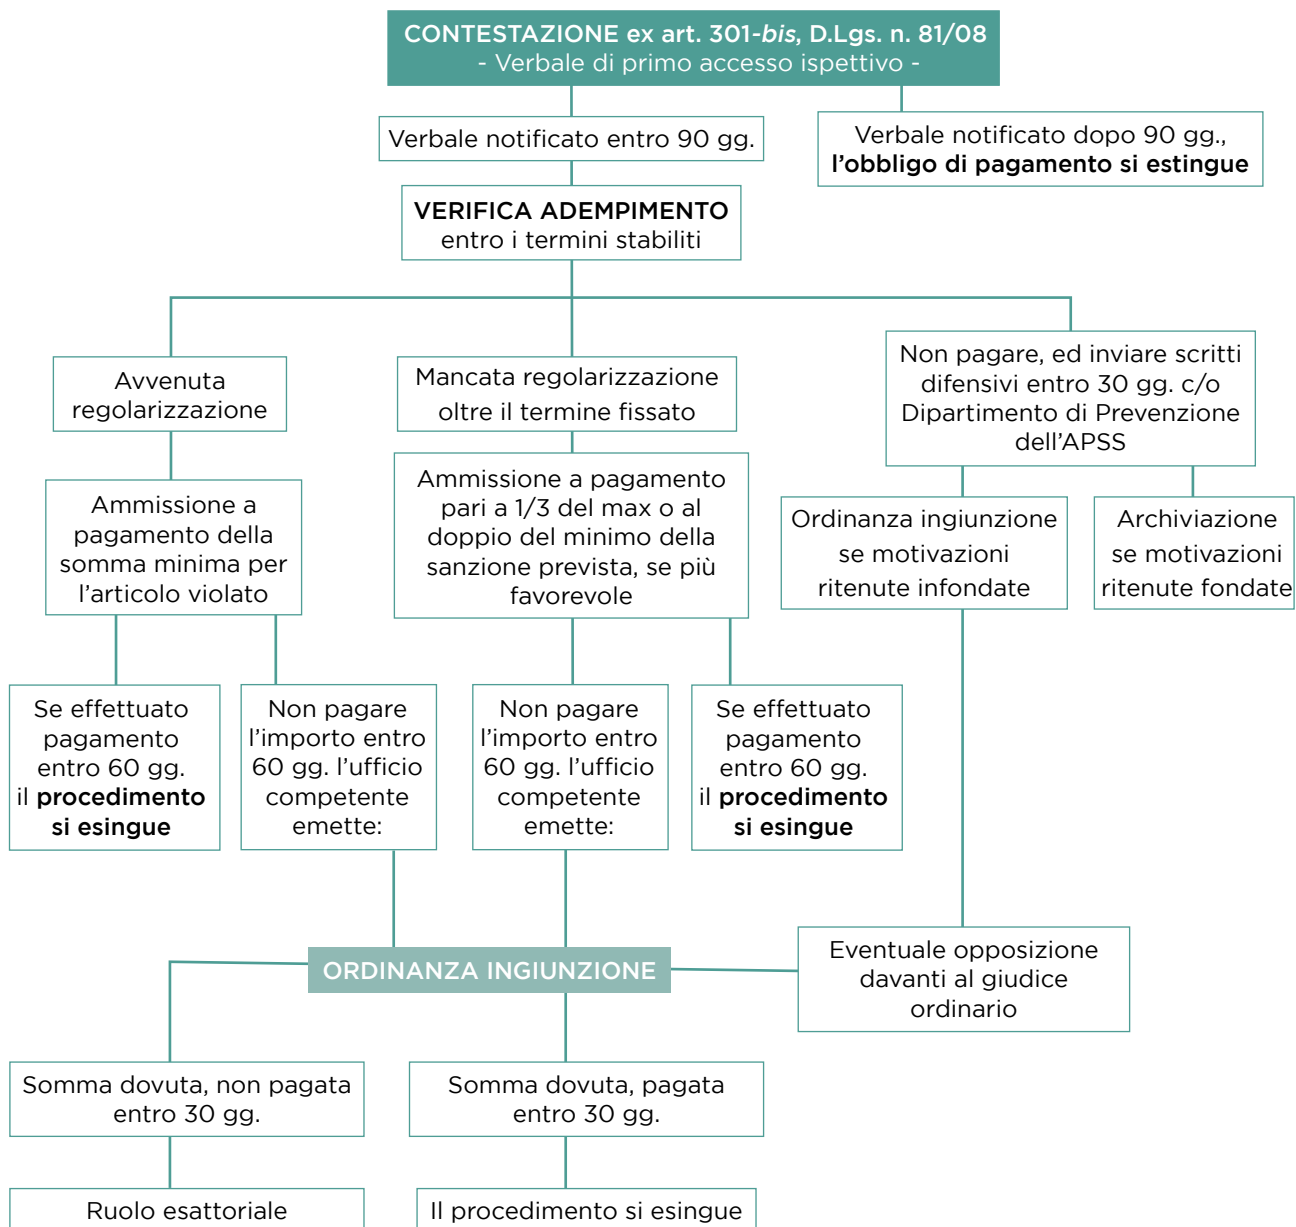 CONTESTAZIONE ex art. 301-bis, D.Lgs. n. 81/08
- Verbale di primo accesso ispettivo -
Verbale notificato entro 90 gg.
Verbale notificato dopo 90 gg.,
l'obbligo di pagamento si estingue
VERIFICA ADEMPIMENTO
entro i termini stabiliti
Avvenuta
regolarizzazione
Mancata regolarizzazione
oltre il termine fissato
Non pagare, ed inviare scritti
difensivi entro 30 gg. c/o
Dipartimento di Prevenzione
dell'APSS
Ammissione a
pagamento della
somma minima per
l'articolo violato
Ammissione a pagamento
pari a 1/3 del max o al
doppio del minimo della
sanzione prevista, se più
favorevole
Ordinanza ingiunzione
se motivazioni
ritenute infondate
Archiviazione
se motivazioni
ritenute fondate
Se effettuato
pagamento
entro 60 gg.
il procedimento
si esingue
Non pagare
l'importo entro
60 gg. l'ufficio
competente
emette:
Non pagare
l'importo entro
60 gg. l'ufficio
competente
emette:
Se effettuato
pagamento
entro 60 gg.
il procedimento
si esingue
ORDINANZA INGIUNZIONE
Eventuale opposizione
davanti al giudice
ordinario
Somma dovuta, non pagata
entro 30 gg.
Somma dovuta, pagata
entro 30 gg.
Ruolo esattoriale
Il procedimento si esingue